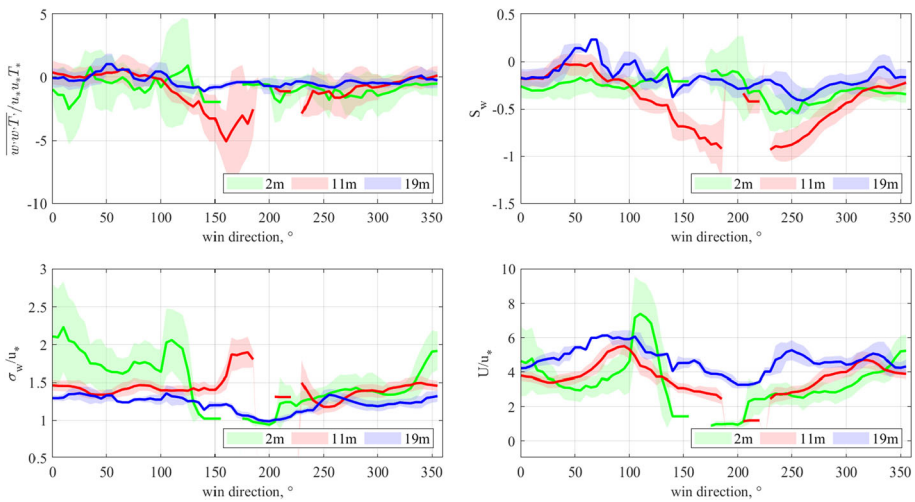 5
0
-5
-10
w'w'T'/u*u*T*
0 50 100 150 200 250 300 350
win direction, °
2m 11m 19m
0.5
0
-0.5
-1
-1.5
S_w
0 50 100 150 200 250 300 350
win direction, °
2m 11m 19m
3
2.5
2
1.5
1
0.5
σ_w/u*
0 50 100 150 200 250 300 350
win direction, °
2m 11m 19m
10
8
6
4
2
0
U/u*
0 50 100 150 200 250 300 350
win direction, °
2m 11m 19m